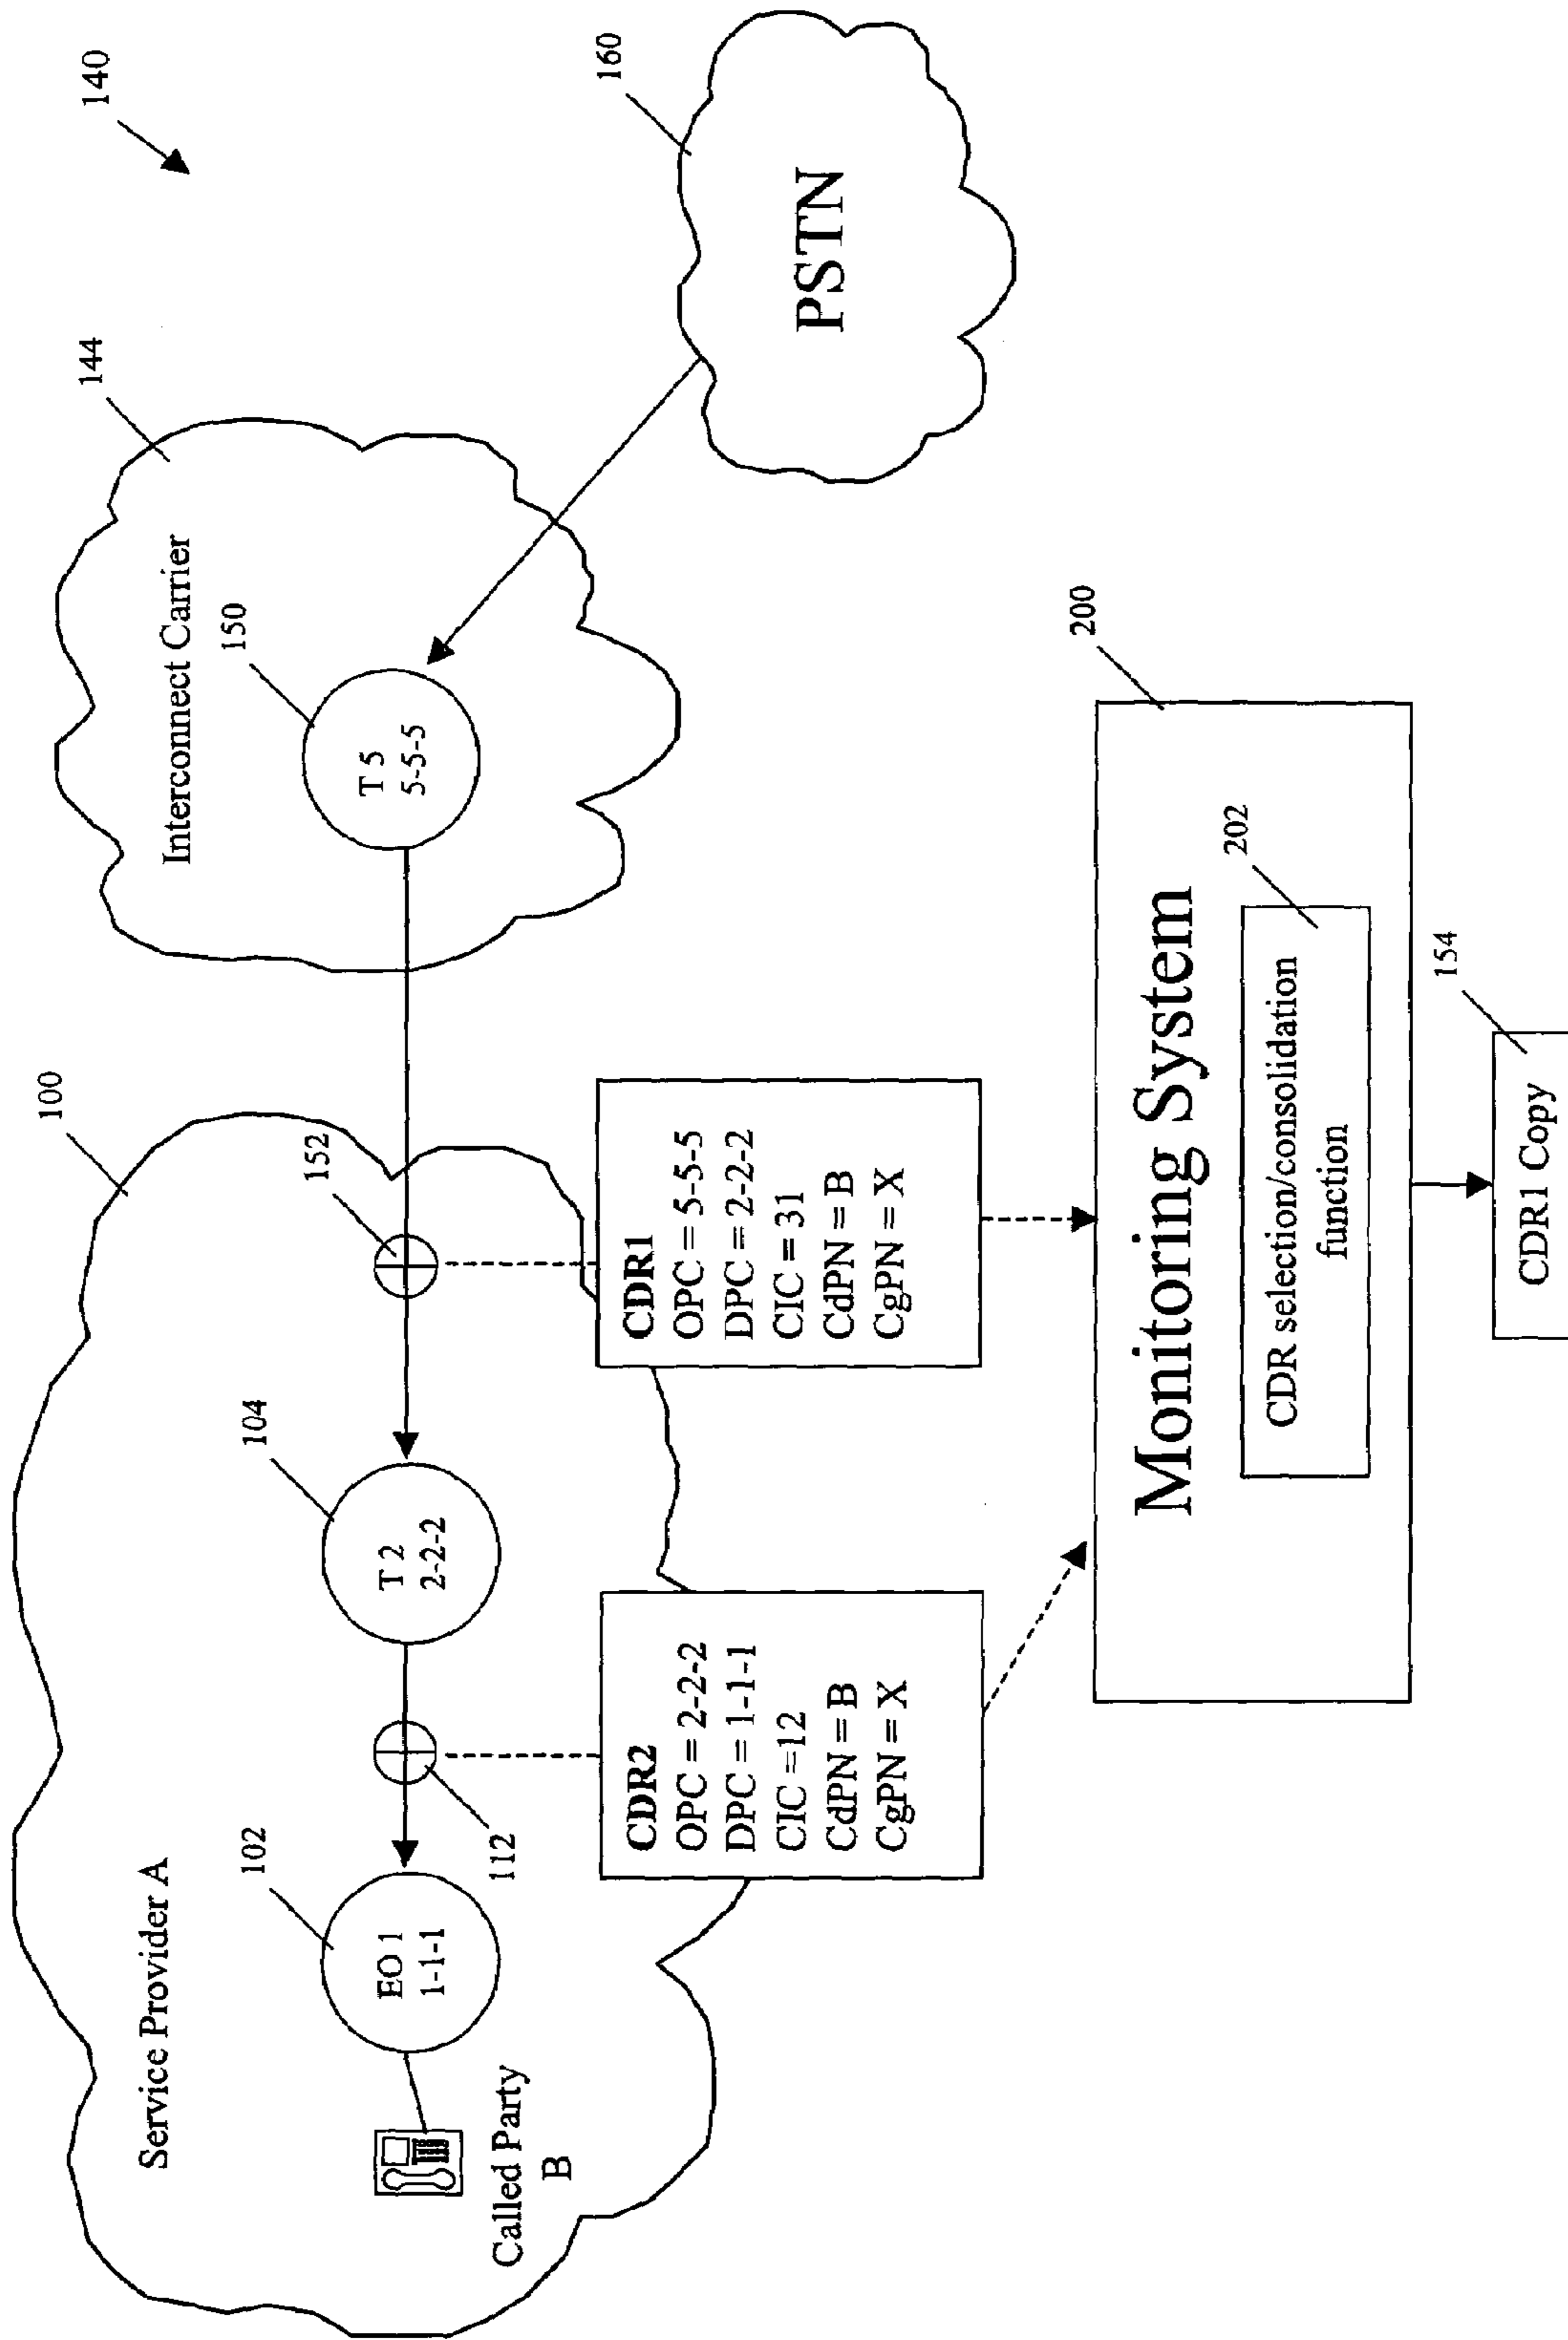 140
Service Provider A
100
Interconnect Carrier
144
102
EO 1
1-1-1
112
104
T 2
2-2-2
152
150
T 5
5-5-5
160
PSTN
Called Party
B
CDR2
OPC = 2-2-2
DPC = 1-1-1
CIC =12
CdPN = B
CgPN = X
CDR1
OPC = 5-5-5
DPC = 2-2-2
CIC = 31
CdPN = B
CgPN = X
200
Monitoring System
202
CDR selection/consolidation
function
154
CDR1 Copy